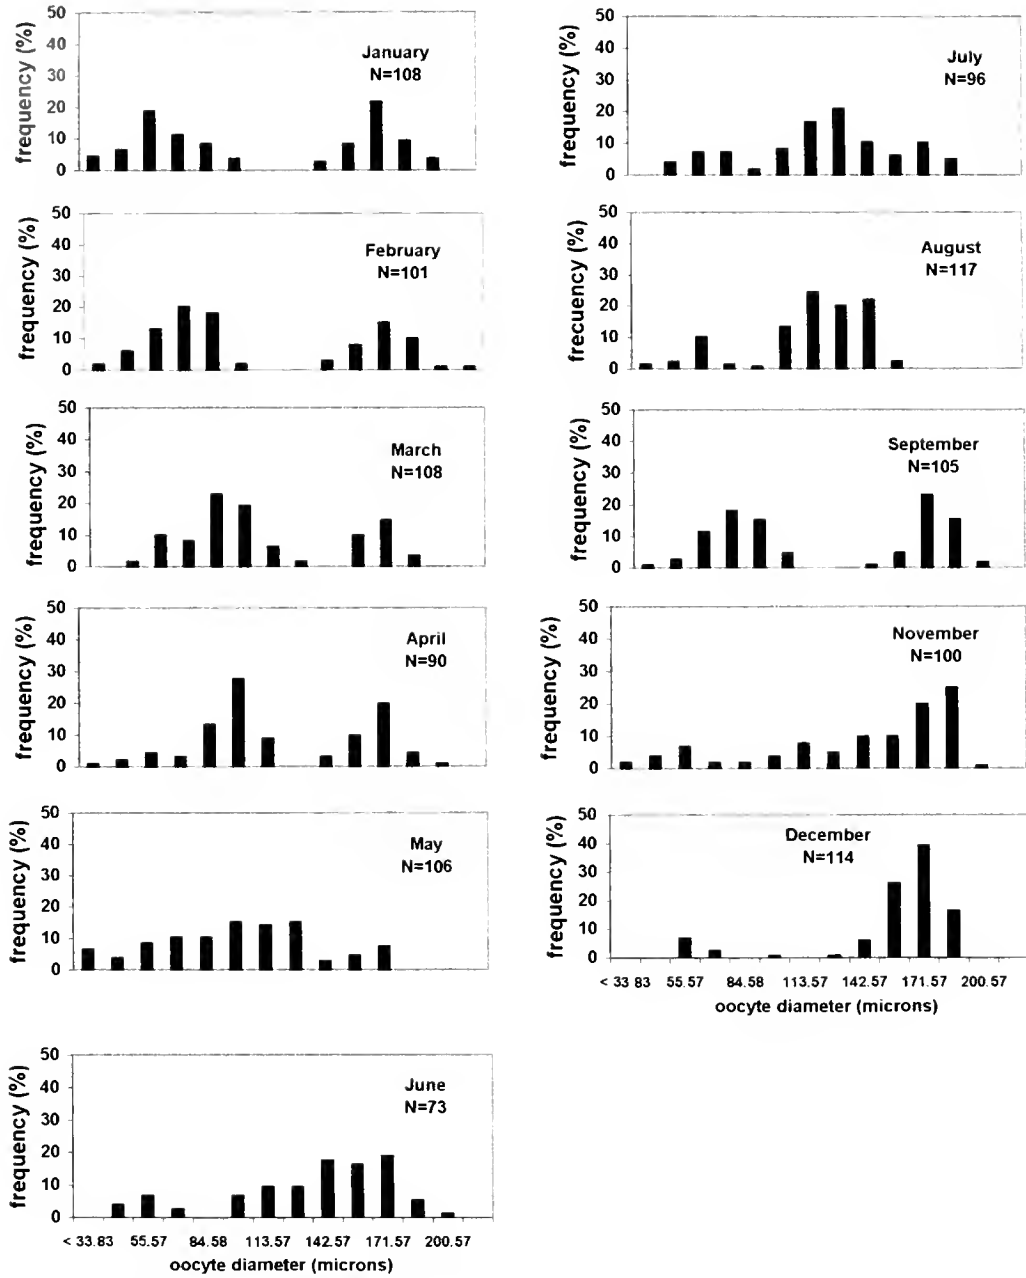 50
40
30
20
10
0
frequency (%)
January
N=108
50
40
30
20
10
0
frequency (%)
February
N=101
50
40
30
20
10
0
frequency (%)
March
N=108
50
40
30
20
10
0
frequency (%)
April
N=90
50
40
30
20
10
0
frequency (%)
May
N=106
50
40
30
20
10
0
frequency (%)
June
N=73
< 33.83 55.57 84.58 113.57 142.57 171.57 200.57
oocyte diameter (microns)
50
40
30
20
10
0
frequency (%)
July
N=96
50
40
30
20
10
0
frecuency (%)
August
N=117
50
40
30
20
10
0
frequency (%)
September
N=105
50
40
30
20
10
0
frequency (%)
November
N=100
50
40
30
20
10
0
frequency (%)
December
N=114
< 33 83 55.57 84.58 113.57 142.57 171.57 200.57
oocyte diameter (microns)